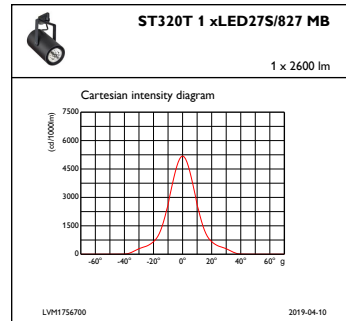 ST320T 1 xLED27S/827 MB
1 x 2600 lm
Cartesian intensity diagram
(cd/1000lm)
7500
6000
4500
3000
1500
0
-60° -40° -20° 0° 20° 40° 60° g
LVM1756700 2019-04-10